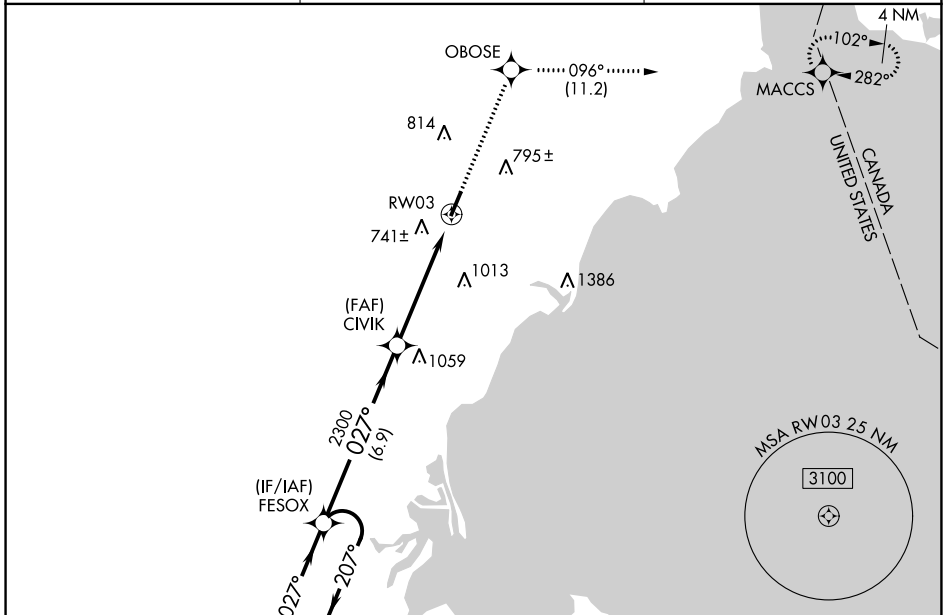 4 NM
OBOSE
102°
096°
(11.2)
282°
MACCS
814
795±
CANADA
UNITED STATES
RW03
741±
1013
1386
(FAF)
CIVIK
1059
2300
027°
(6.9)
MSA RW03 25 NM
3100
(IF/IAF)
FESOX
027°
207°